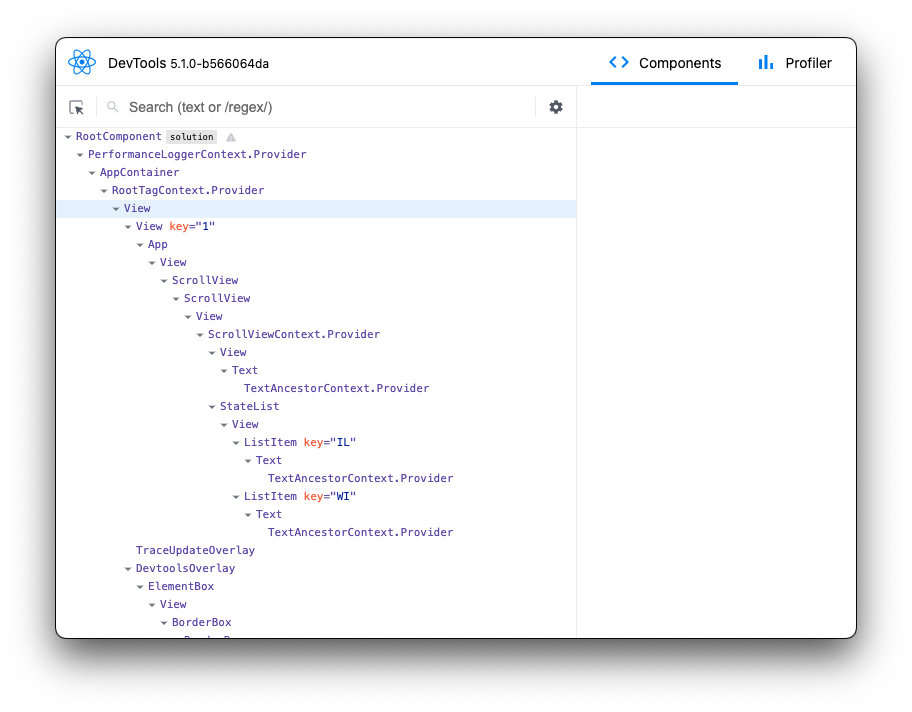 DevTools 5.1.0-b566064da
Components
Profiler
Search (text or /regex/)
RootComponent solution
PerformanceLoggerContext.Provider
AppContainer
RootTagContext.Provider
View
View key="1"
App
View
ScrollView
ScrollView
View
ScrollViewContext.Provider
View
Text
TextAncestorContext.Provider
StateList
View
ListItem key="IL"
Text
TextAncestorContext.Provider
ListItem key="WI"
Text
TextAncestorContext.Provider
TraceUpdateOverlay
DevtoolsOverlay
ElementBox
View
BorderBox